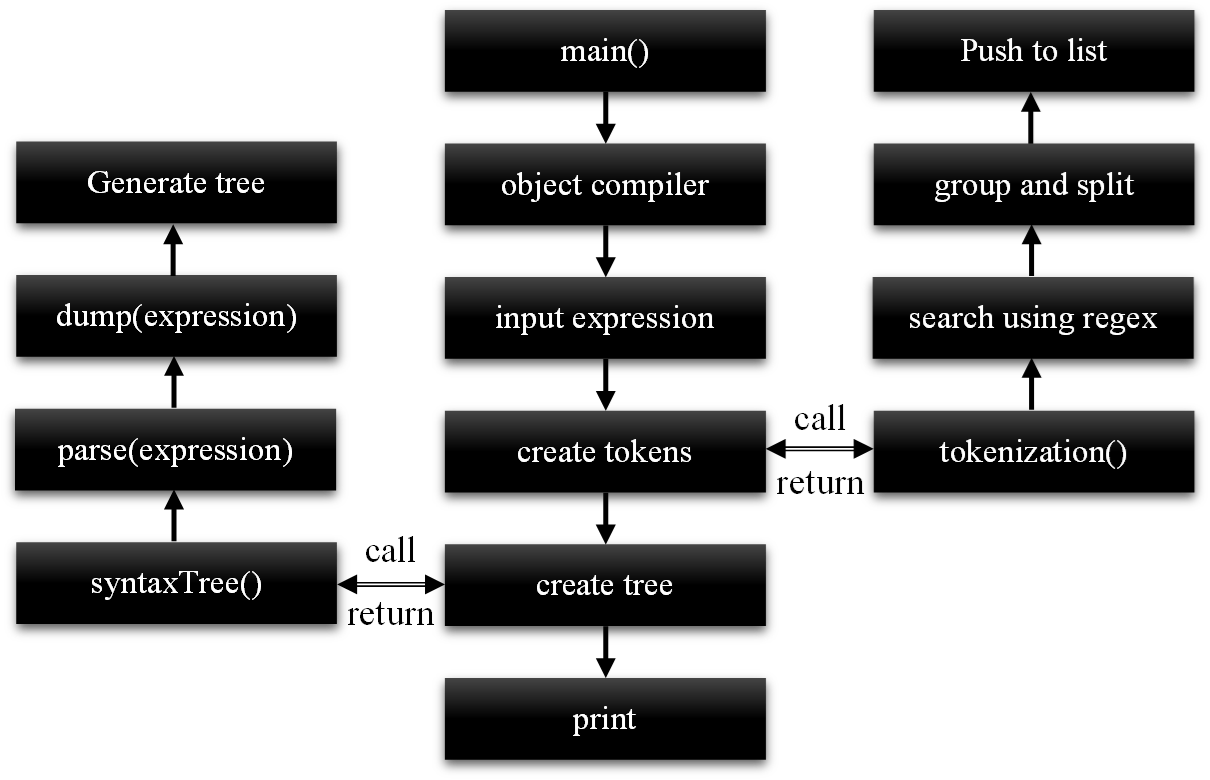 main()
Push to list
Generate tree
object compiler
group and split
dump(expression)
input expression
search using regex
parse(expression)
create tokens
call
return
tokenization()
syntaxTree()
call
return
create tree
print